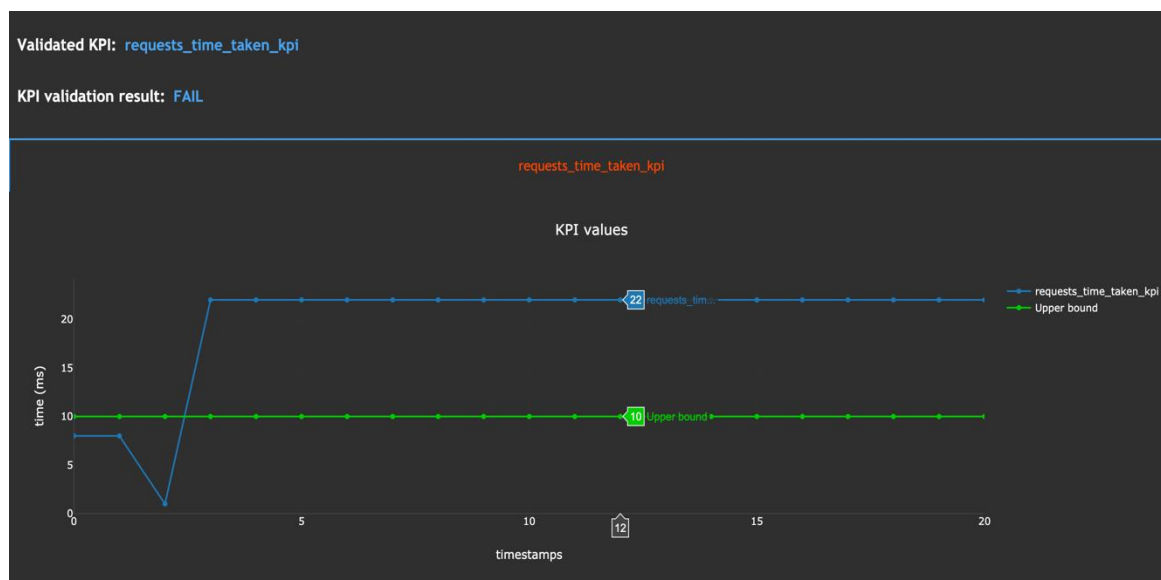 Validated KPI: requests_time_taken_kpi
KPI validation result: FAIL
requests_time_taken_kpi
KPI values
requests_time_taken_kpi
Upper bound
20
15
10
5
0
time (ms)
22 requests_tim...
10 Upper bound
0 5 10 15 20
12
timestamps